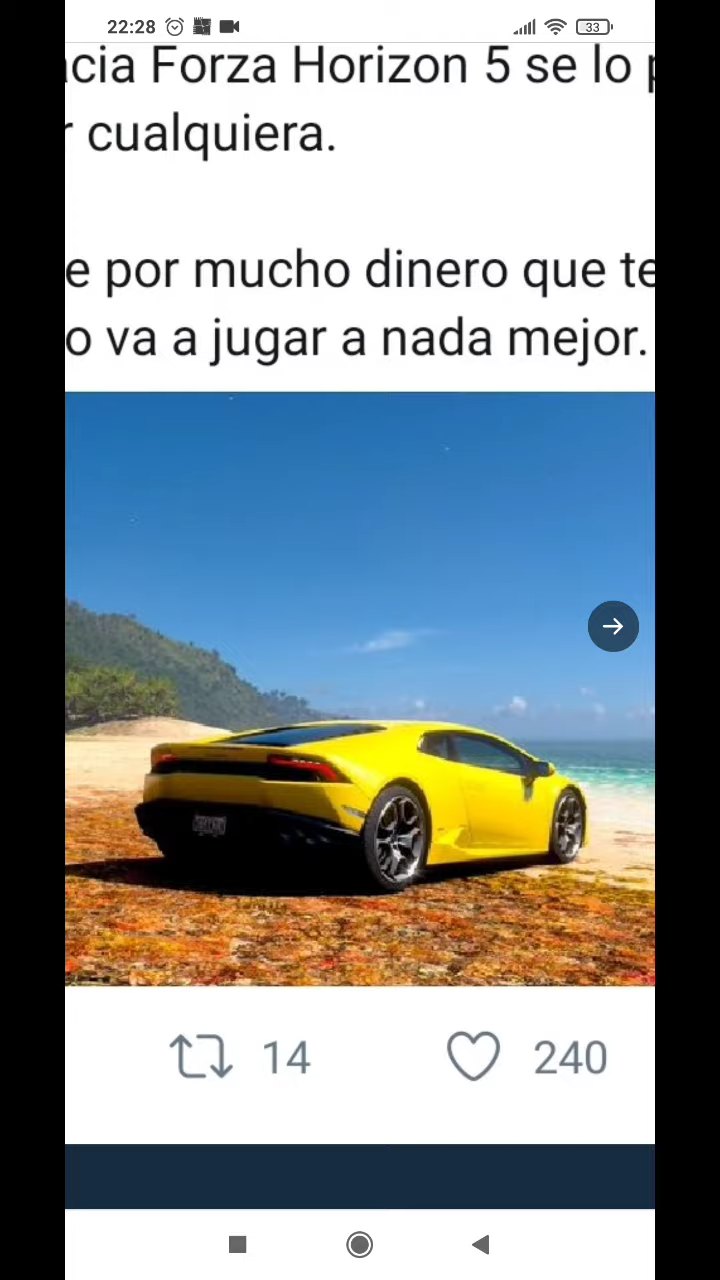 22:28
33
acia Forza Horizon 5 se lo p
r cualquiera.
e por mucho dinero que te
o va a jugar a nada mejor.
14
240